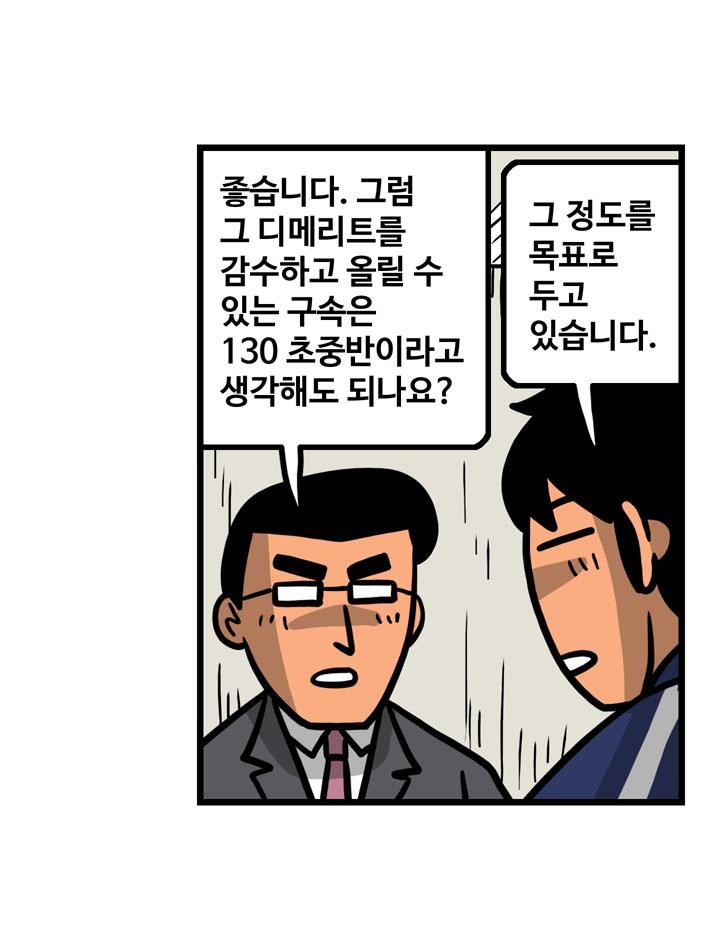 좋습니다. 그럼
그 디메리트를
감수하고 올릴 수
있는 구속은
130 초중반이라고
생각해도 되나요?
그 정도를
목표로
두고
있습니다.